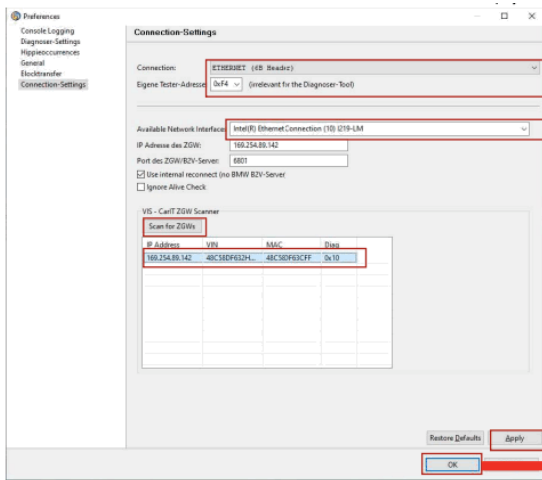 Preferences
Console Logging
Diagnoser-Settings
Hippieoccurrences
General
Elocktransfer
Connection-Settings
Connection-Settings
Connection: ETHERNET (6B Header)
Eigene Tester-Adresse 0xF4 (irrelevant fir the Diagnoser-Tool)
Available Network Interface: Intel(R) Ethernet Connection (10) I219-LM
IP Adresse des ZGW: 169.254.89.142
Port des ZGW/B2V-Server: 6801
Use internal reconnect (no BMW B2V-Server
Ignore Alive Check
VIS - CarIT ZGW Scanner
Scan for ZGWs
IP Address VIN MAC Diag
169.254.89.142 48C58DF632H... 48C58DF63CFF 0x10
Restore Defaults Apply
OK